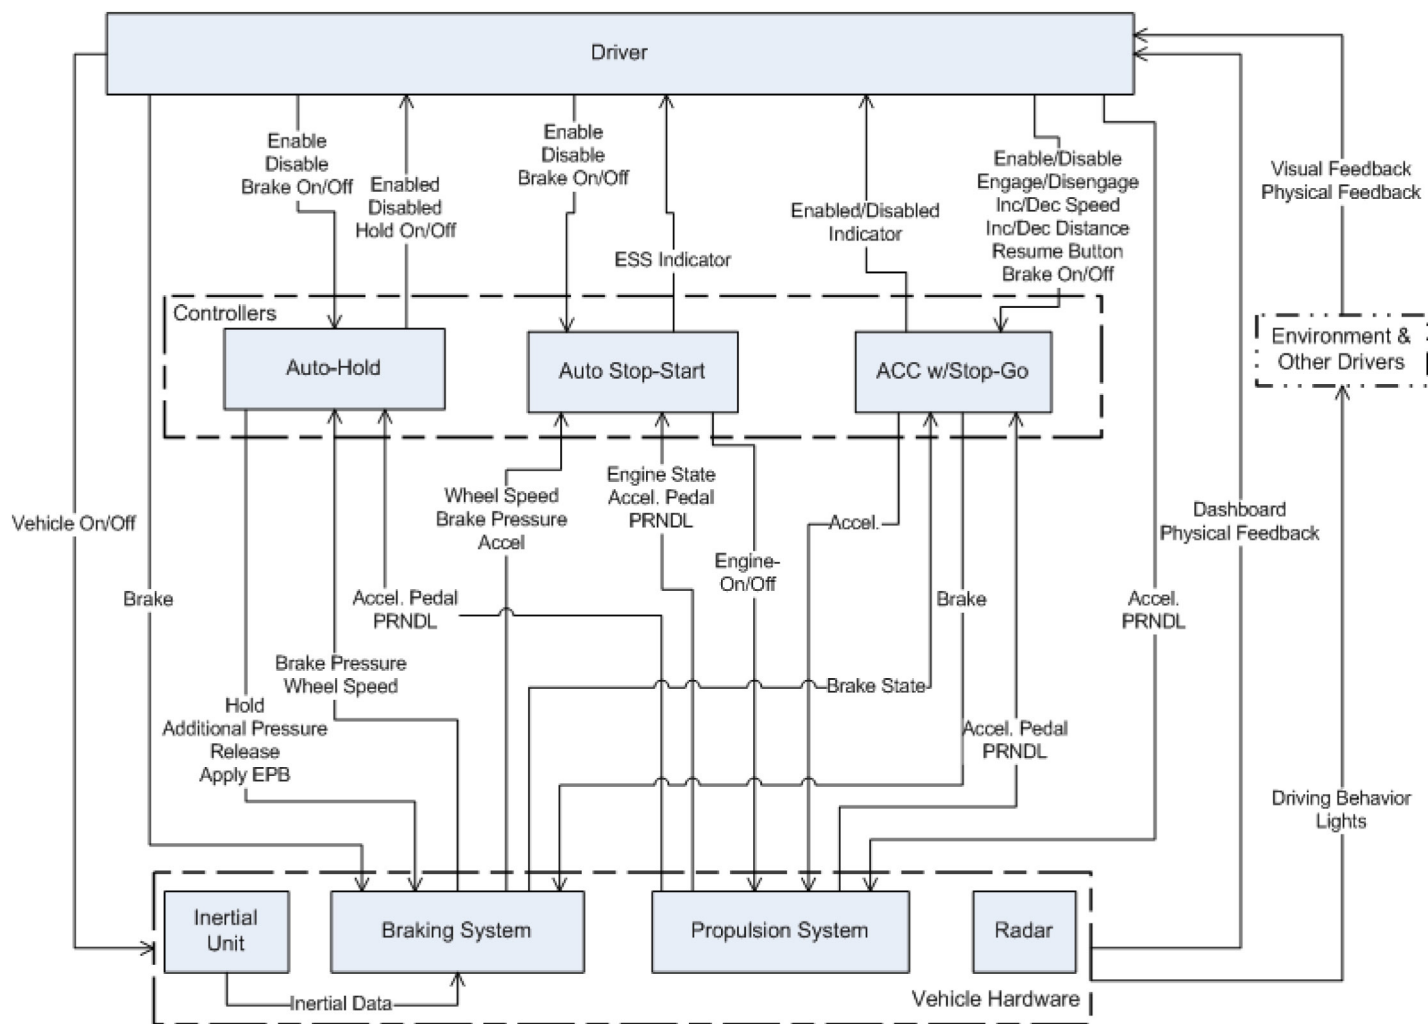 Driver
Enable
Disable
Brake On/Off
Enabled
Disabled
Hold On/Off
Enable
Disable
Brake On/Off
ESS Indicator
Enabled/Disabled
Indicator
Enable/Disable
Engage/Disengage
Inc/Dec Speed
Inc/Dec Distance
Resume Button
Brake On/Off
Visual Feedback
Physical Feedback
Controllers
Auto-Hold
Auto Stop-Start
ACC w/Stop-Go
Environment &
Other Drivers
Vehicle On/Off
Brake
Wheel Speed
Brake Pressure
Accel
Engine State
Accel. Pedal
PRNDL
Engine-
On/Off
Accel.
Dashboard
Physical Feedback
Accel. Pedal
PRNDL
Brake
Accel.
PRNDL
Brake Pressure
Wheel Speed
Brake State
Hold
Additional Pressure
Release
Apply EPB
Accel. Pedal
PRNDL
Driving Behavior
Lights
Inertial
Unit
Braking System
Propulsion System
Radar
Inertial Data
Vehicle Hardware